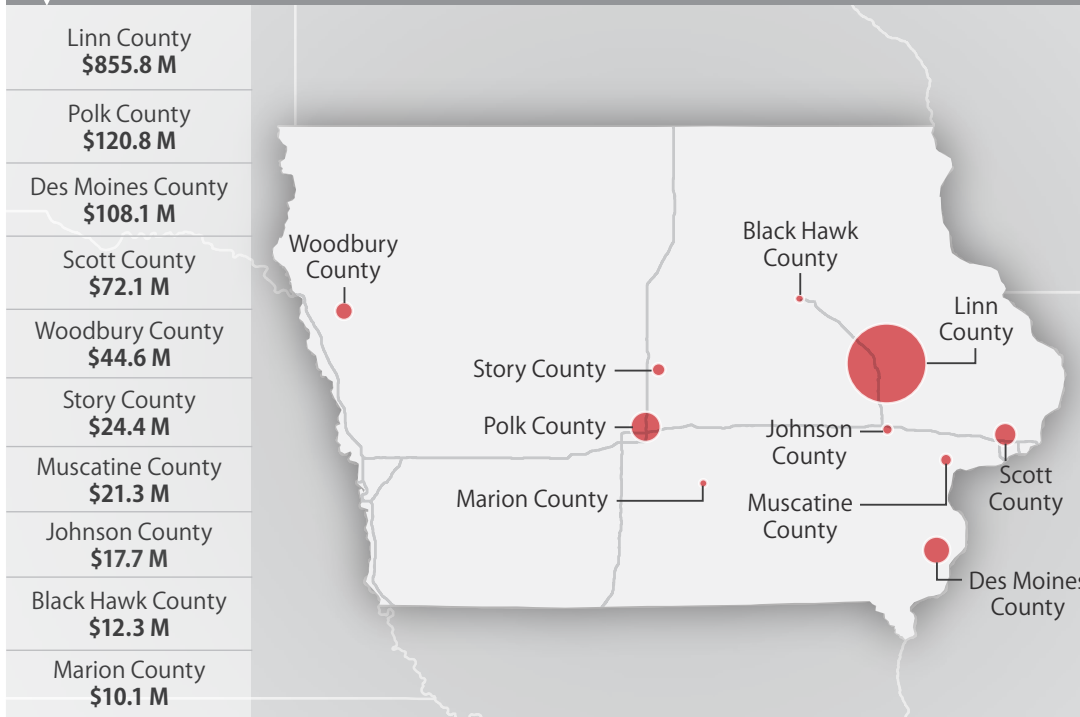 Linn County
$855.8 M
Polk County
$120.8 M
Des Moines County
$108.1 M
Scott County
$72.1 M
Woodbury County
$44.6 M
Story County
$24.4 M
Muscatine County
$21.3 M
Johnson County
$17.7 M
Black Hawk County
$12.3 M
Marion County
$10.1 M
Woodbury
County
Black Hawk
County
Linn
County
Story County
Polk County
Johnson
County
Scott
County
Marion County
Muscatine
County
Des Moines
County